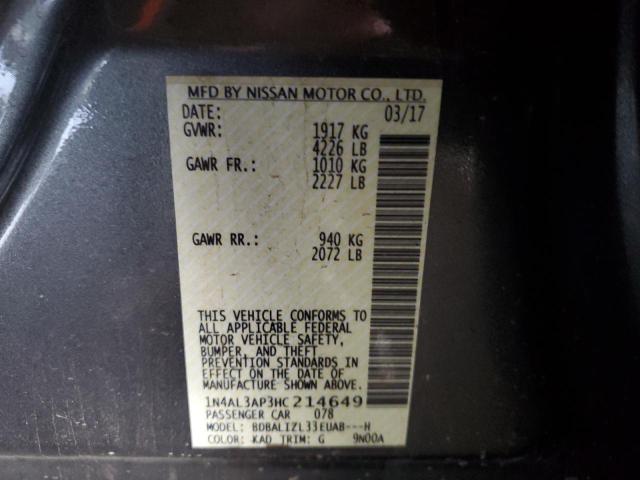 MFD BY NISSAN MOTOR CO., LTD.
DATE: 03/17
GVWR: 1917 KG
4226 LB
GAWR FR.: 1010 KG
2227 LB
GAWR RR.: 940 KG
2072 LB
THIS VEHICLE CONFORMS TO
ALL APPLICABLE FEDERAL
MOTOR VEHICLE SAFETY,
BUMPER, AND THEFT
PREVENTION STANDARDS IN
EFFECT ON THE DATE OF
MANUFACTURE SHOWN ABOVE.
1N4AL3AP3HC214649
PASSENGER CAR 078
MODEL: BDBALIZL33EUAB---H
COLOR: KAD TRIM: G 9N00A